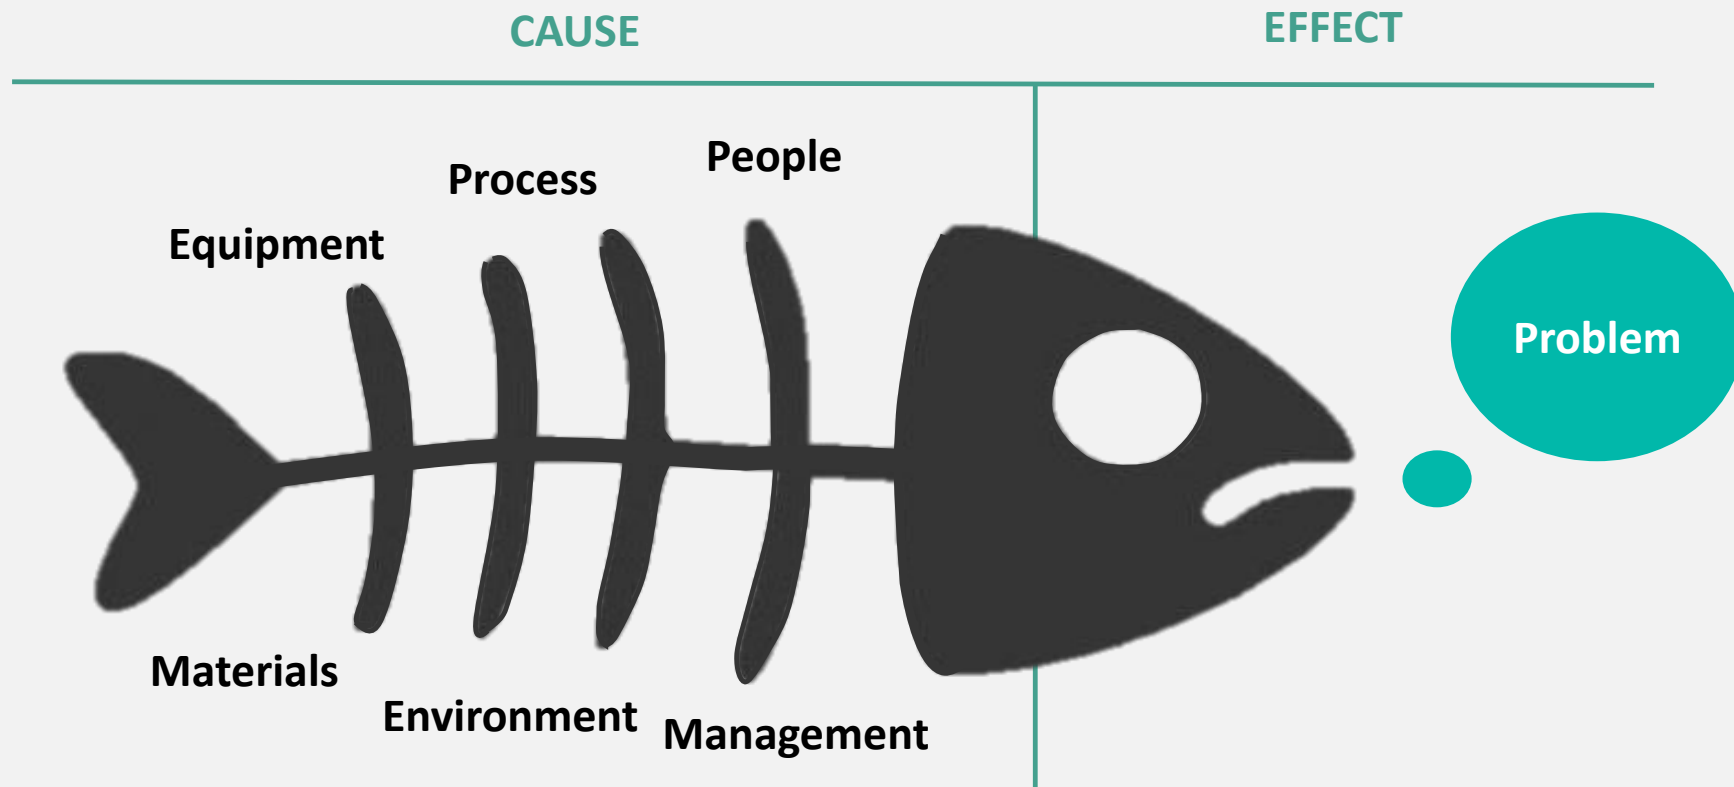 CAUSE
EFFECT
People
Process
Equipment
Problem
Materials
Environment
Management